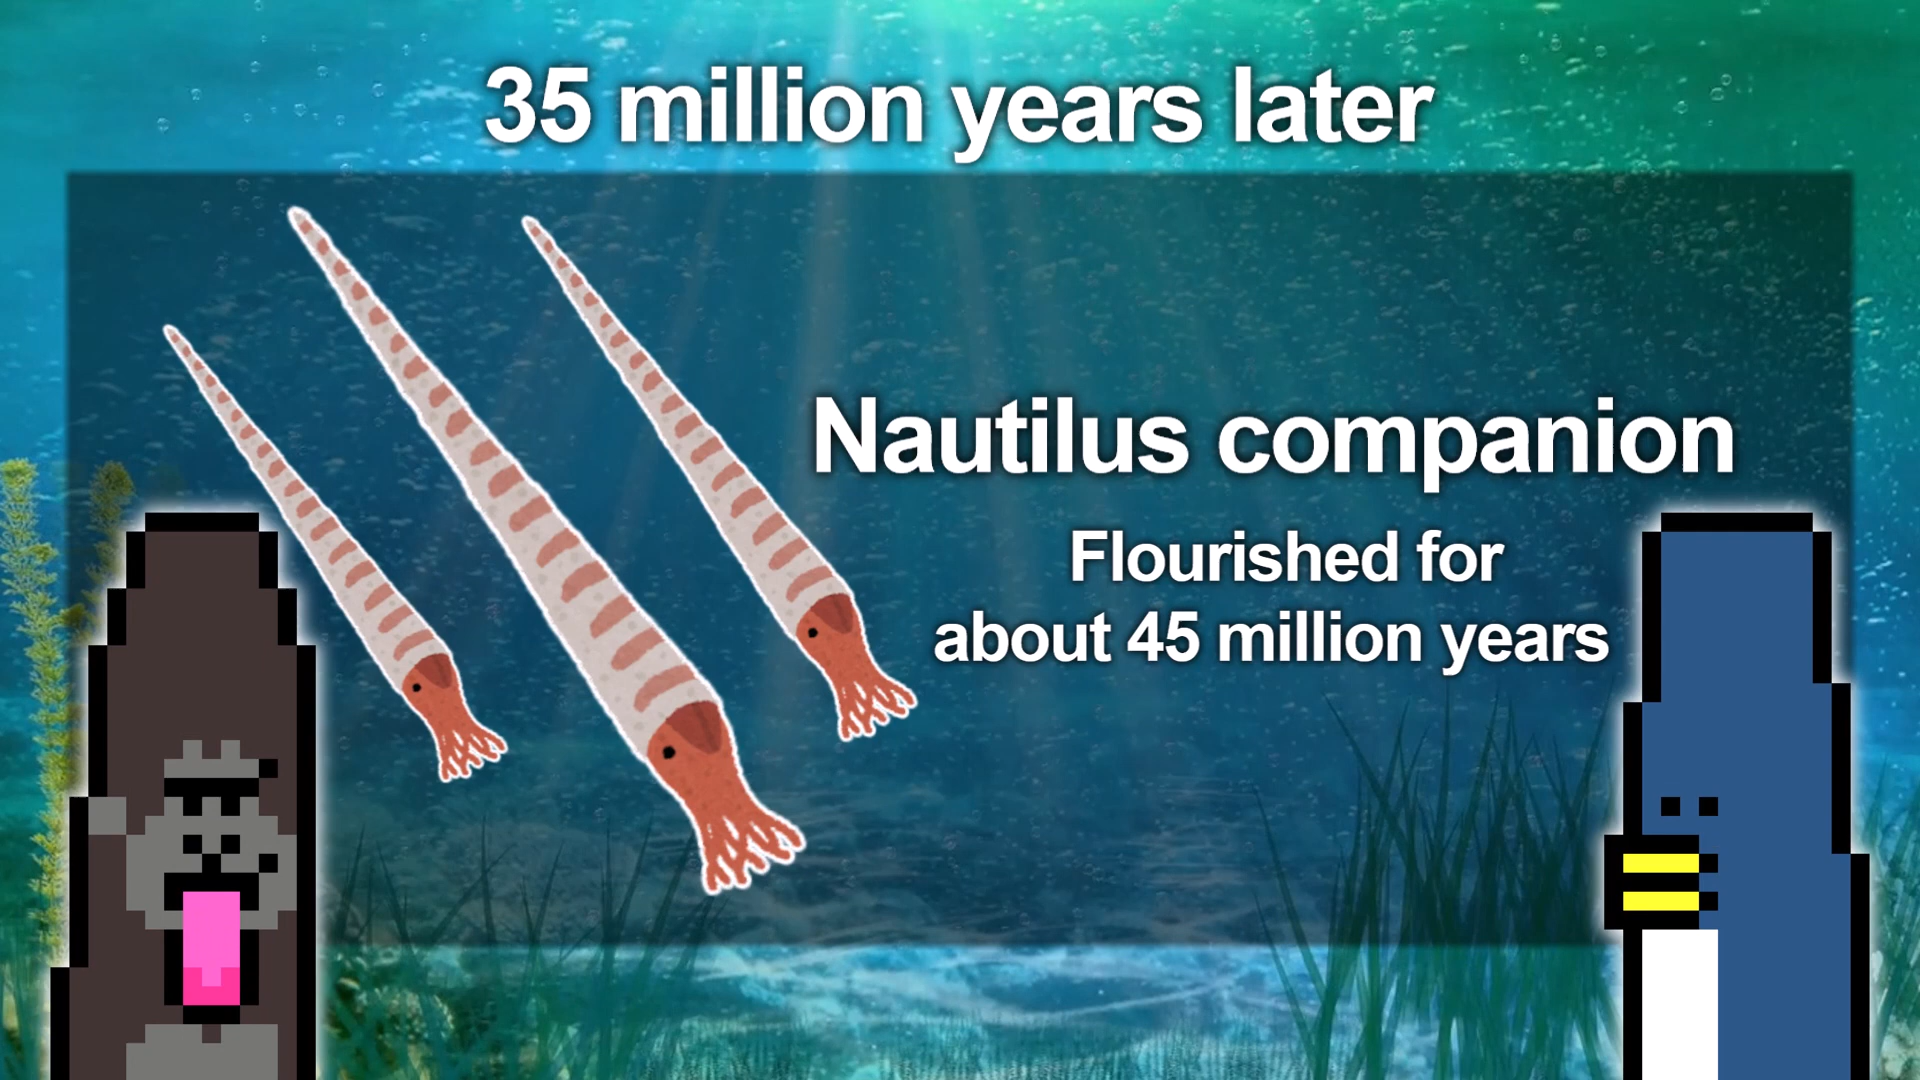 35 million years later
Nautilus companion
Flourished for
about 45 million years